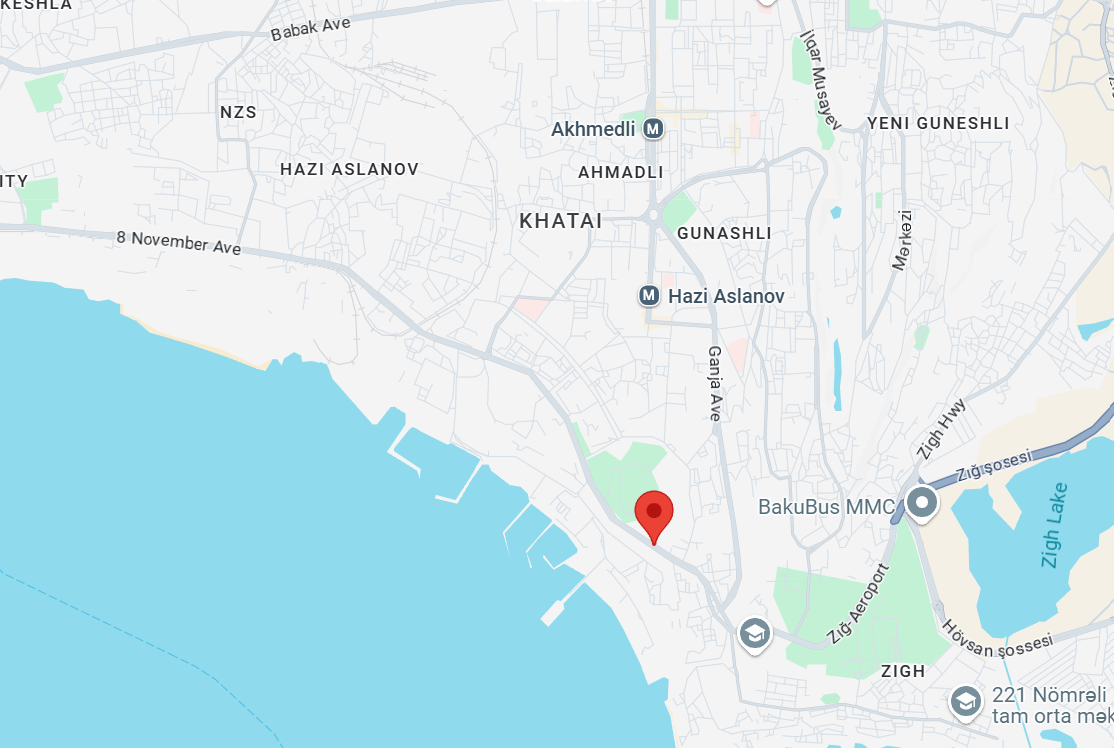 KESHLA
Babak Ave
İlqar Musayev
NZS
Akhmedli
YENI GUNESHLI
HAZI ASLANOV
AHMADLI
ITY
KHATAI
GUNASHLI
Mərkəzi
8 November Ave
Hazi Aslanov
Ganja Ave
Zigh Hwy
Zığ şosesi
BakuBus MMC
Zigh Lake
Zığ-Aeroport
Hövsan şossesi
ZIGH
221 Nömrəli
tam orta mək